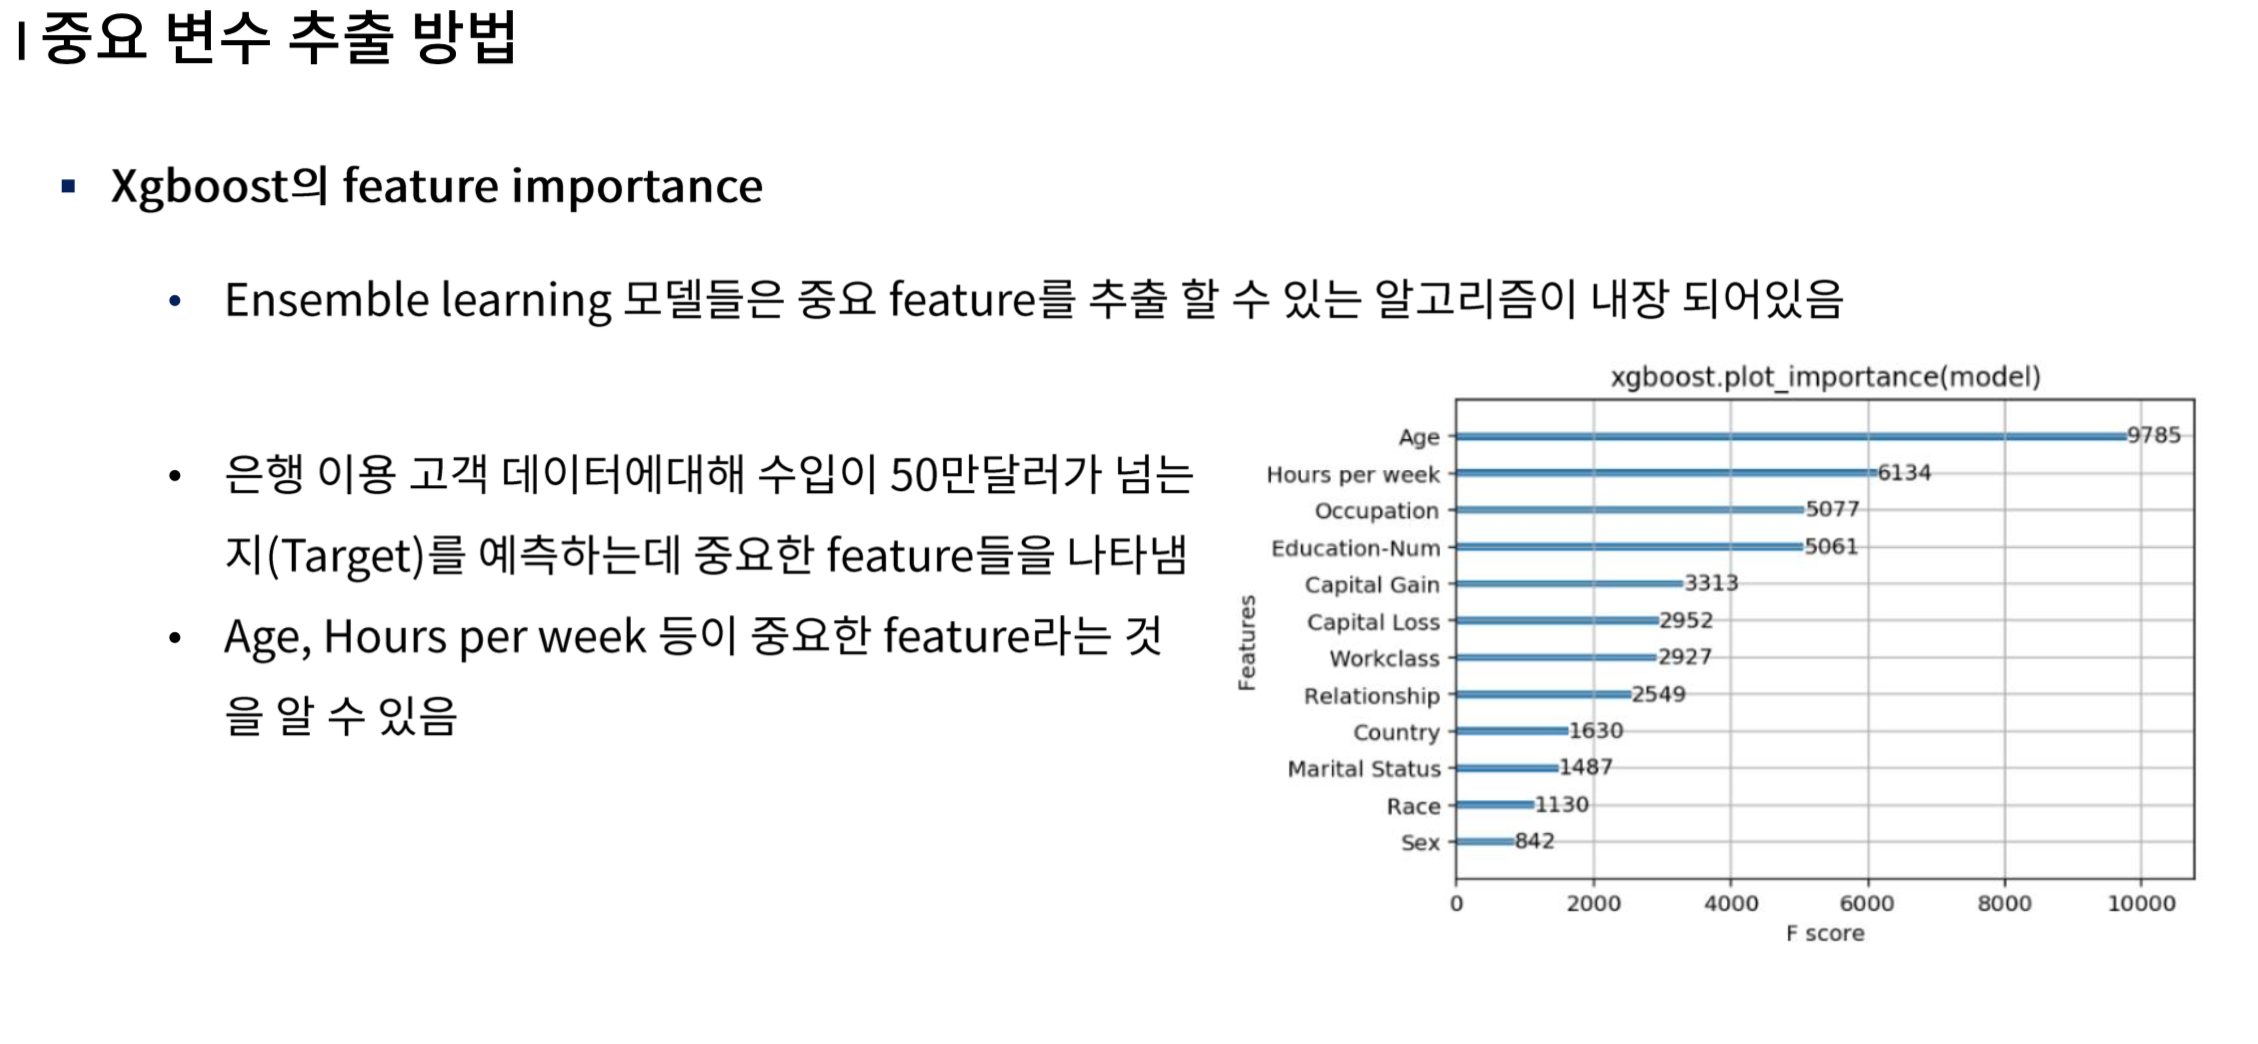 중요 변수 추출 방법
Xgboost의 feature importance
Ensemble learning 모델들은 중요 feature를 추출 할 수 있는 알고리즘이 내장 되어있음
은행 이용 고객 데이터에대해 수입이 50만달러가 넘는
지(Target)를 예측하는데 중요한 feature들을 나타냄
Age, Hours per week 등이 중요한 feature라는 것
을 알 수 있음
xgboost.plot_importance(model)
Features
Age 9785
Hours per week 6134
Occupation 5077
Education-Num 5061
Capital Gain 3313
Capital Loss 2952
Workclass 2927
Relationship 2549
Country 1630
Marital Status 1487
Race 1130
Sex 842
0 2000 4000 6000 8000 10000
F score